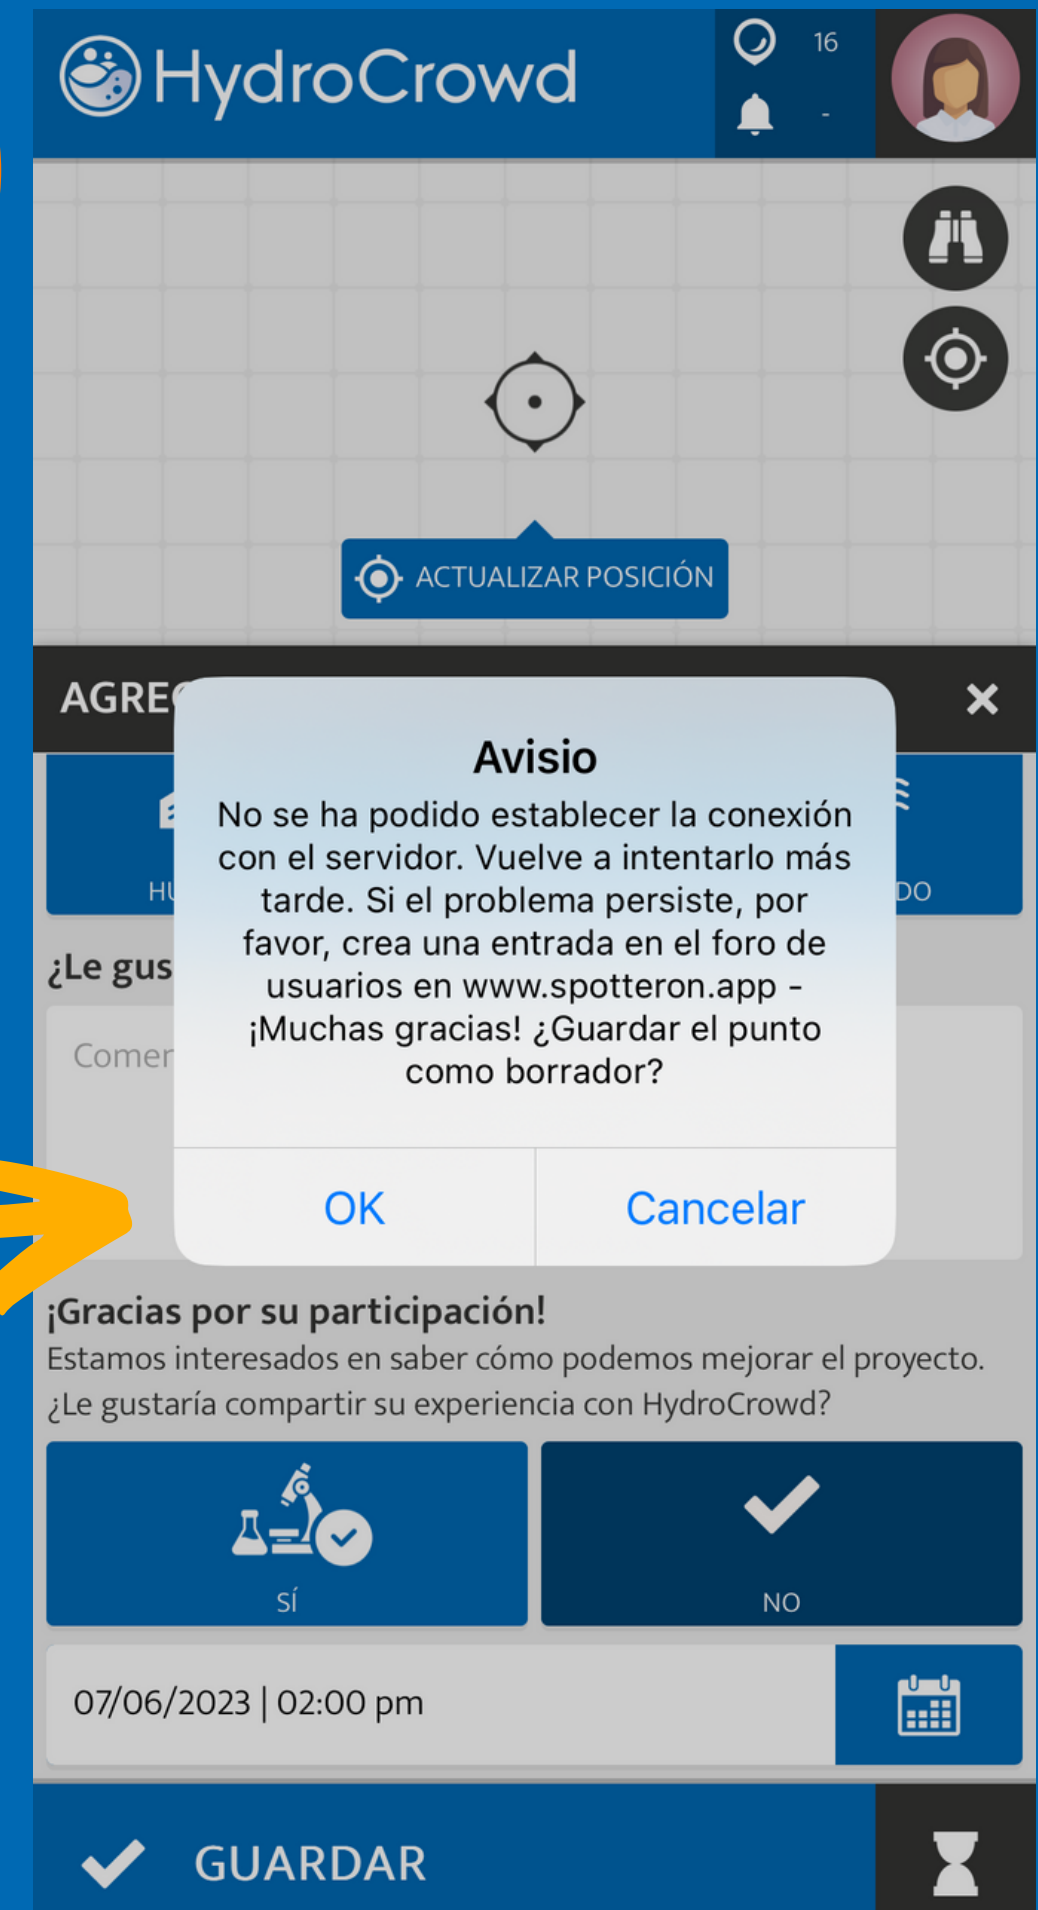 HydroCrowd
16
-
ACTUALIZAR POSICIÓN
AGRE
Avisio
No se ha podido establecer la conexión
con el servidor. Vuelve a intentarlo más
tarde. Si el problema persiste, por
favor, crea una entrada en el foro de
usuarios en www.spotteron.app -
¡Muchas gracias! ¿Guardar el punto
como borrador?
OK
Cancelar
HU
DO
¿Le gus
Comer
¡Gracias por su participación!
Estamos interesados en saber cómo podemos mejorar el proyecto.
¿Le gustaría compartir su experiencia con HydroCrowd?
SÍ
NO
07/06/2023 | 02:00 pm
GUARDAR